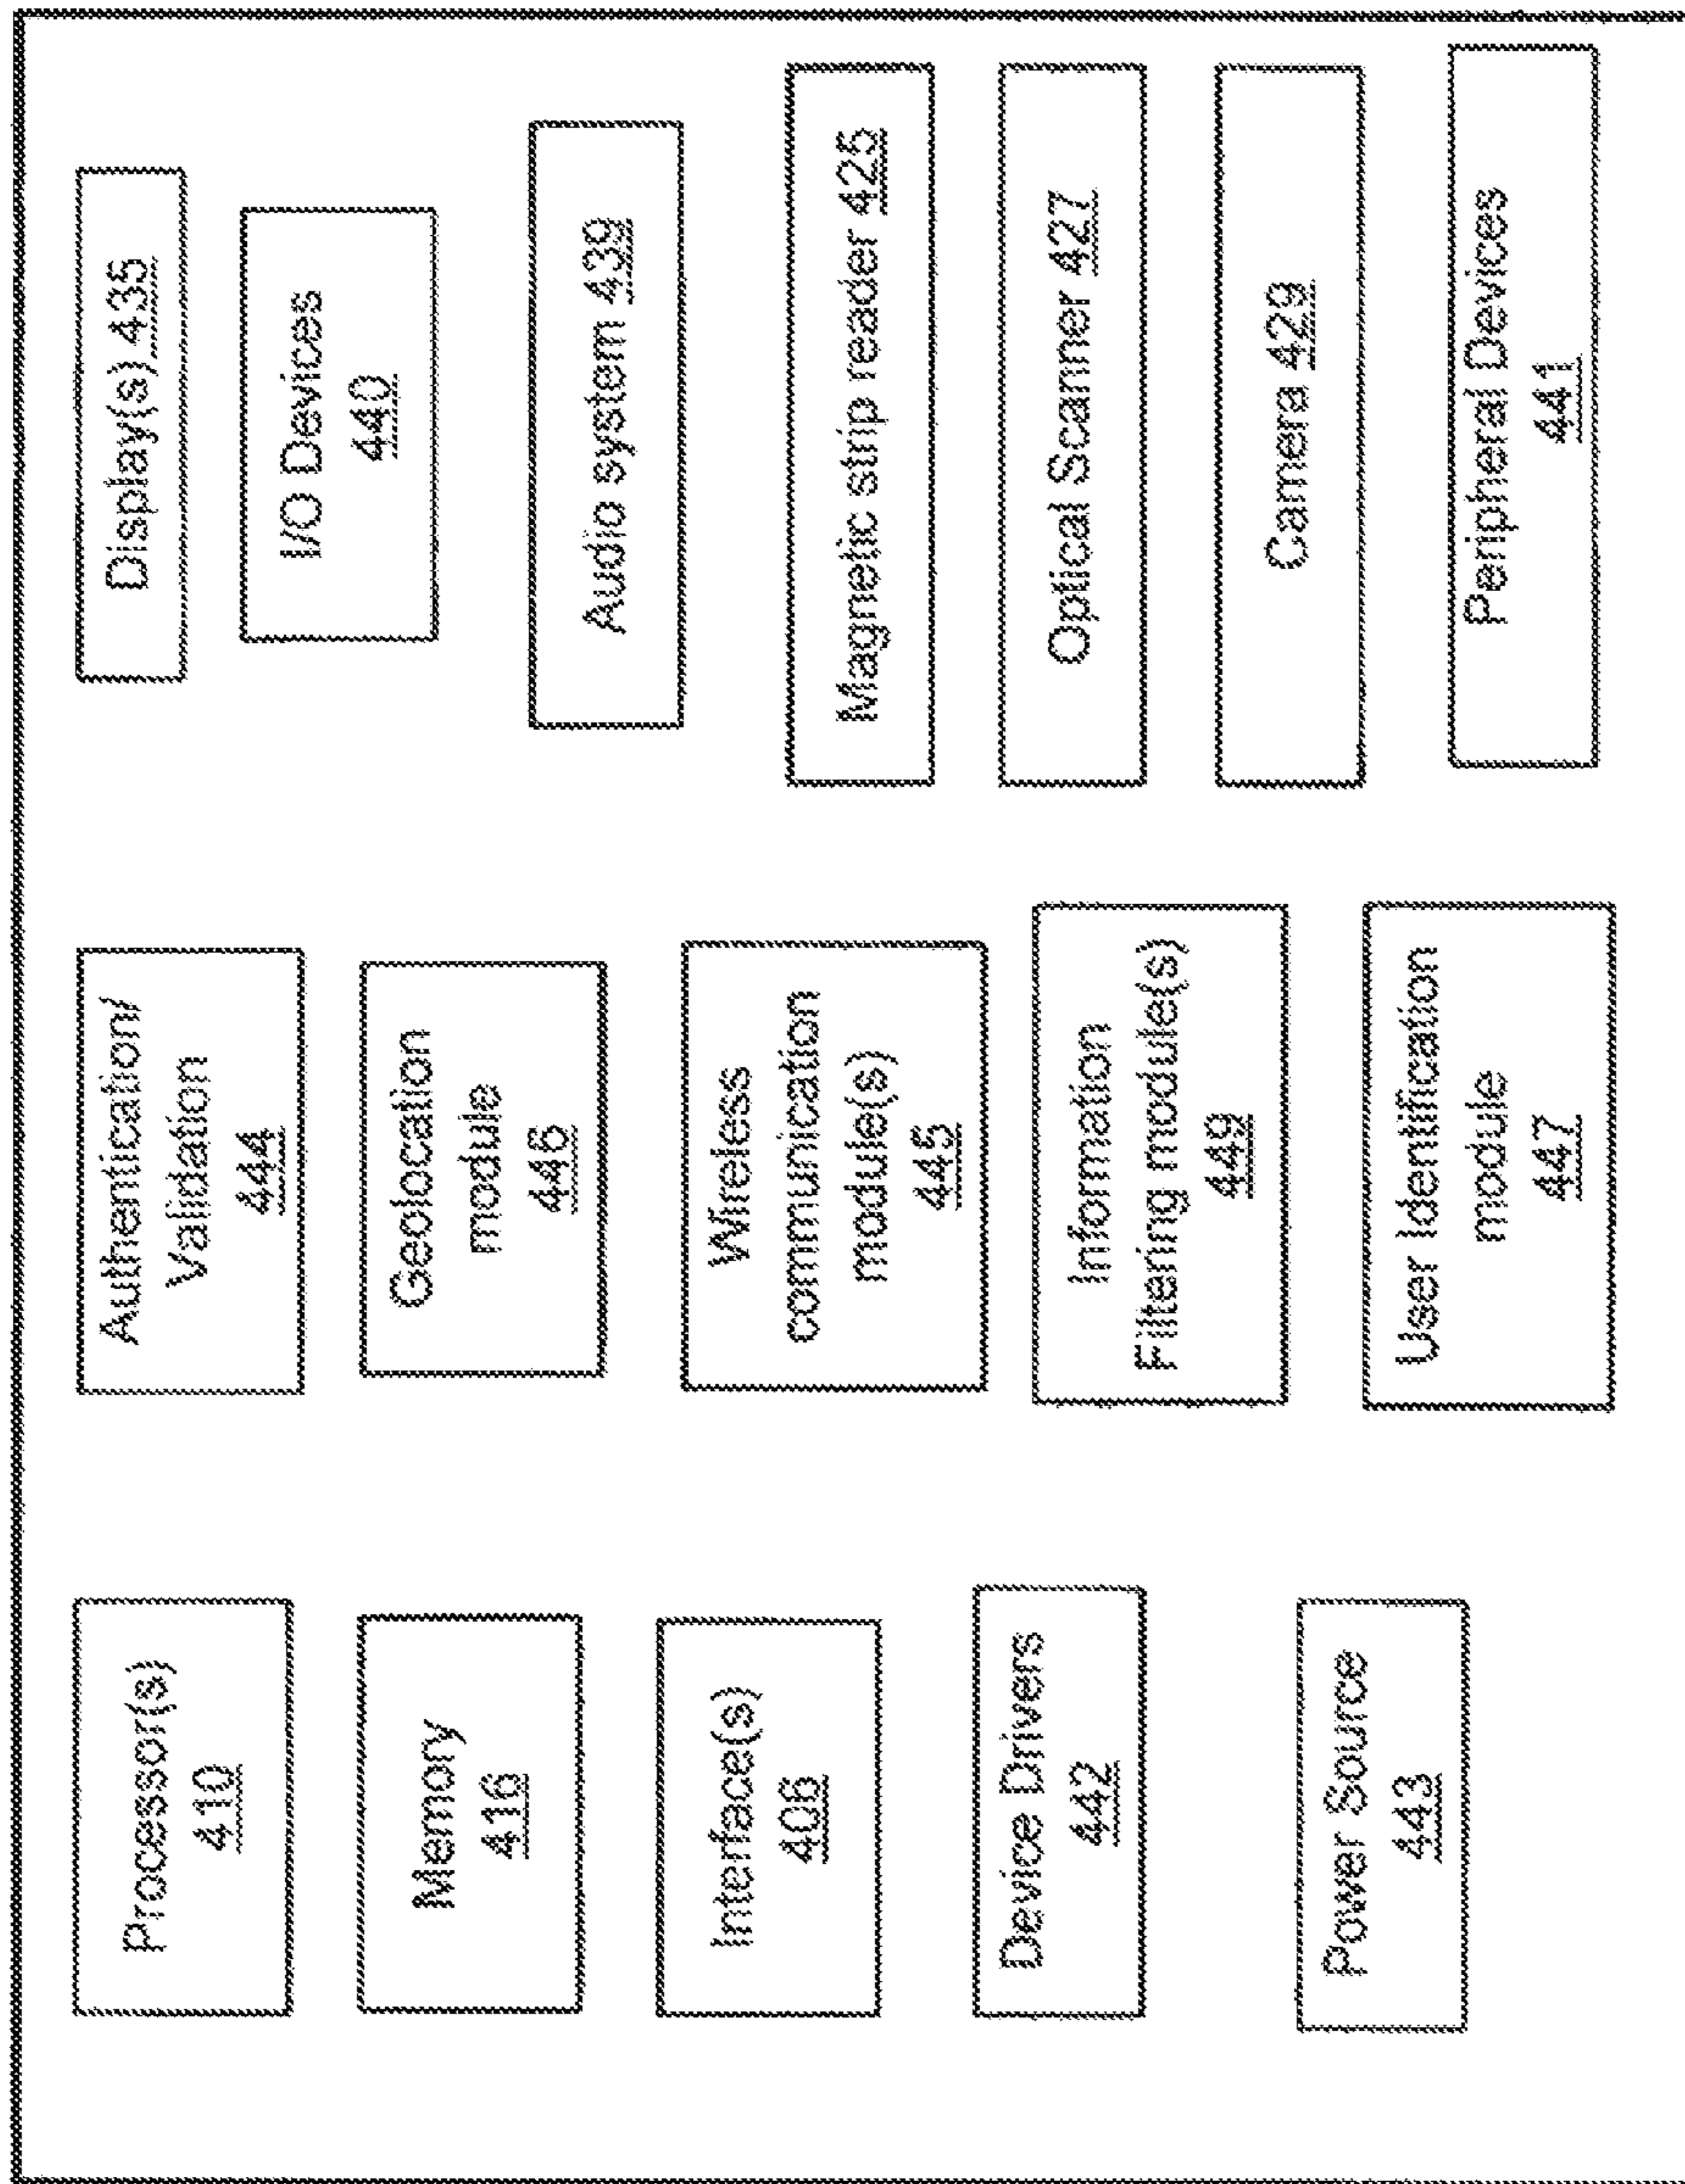 Processor(s)
410
Memory
416
Interface(s)
406
Device Drivers
442
Power Source
443
Authentication/
Validation
444
Geolocation
module
446
Wireless
communication
module(s)
445
Information
Filtering module(s)
449
User Identification
module
447
Display(s) 435
I/O Devices
440
Audio system 439
Magnetic strip reader 425
Optical Scanner 427
Camera 429
Peripheral Devices
441